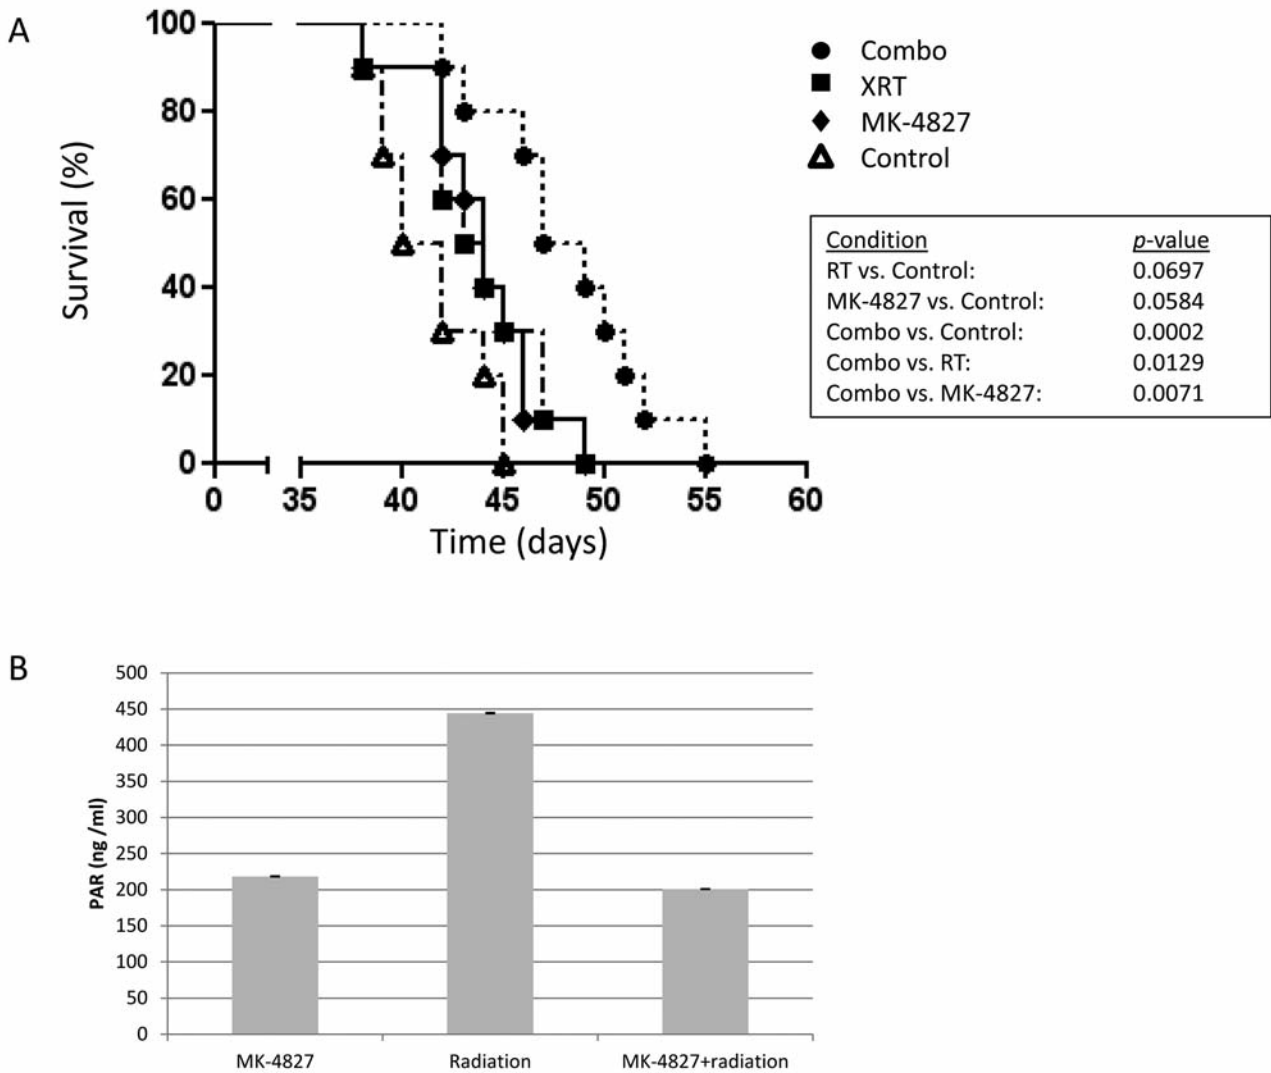 A
Survival (%)
100
80
60
40
20
0
0 35 40 45 50 55 60
Time (days)
Combo
XRT
MK-4827
Control
Condition p-value
RT vs. Control: 0.0697
MK-4827 vs. Control: 0.0584
Combo vs. Control: 0.0002
Combo vs. RT: 0.0129
Combo vs. MK-4827: 0.0071
B
PAR (ng /ml)
500
450
400
350
300
250
200
150
100
50
0
MK-4827 Radiation MK-4827+radiation